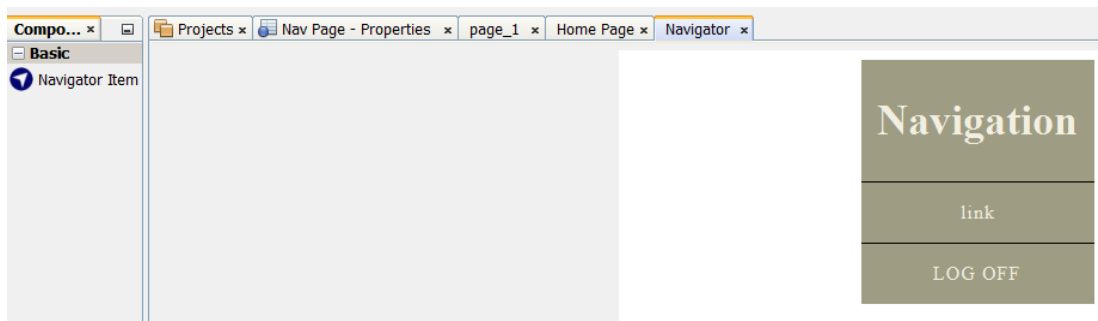 Compo... Projects Nav Page - Properties page_1 Home Page Navigator
Basic
Navigator Item
Navigation
link
LOG OFF